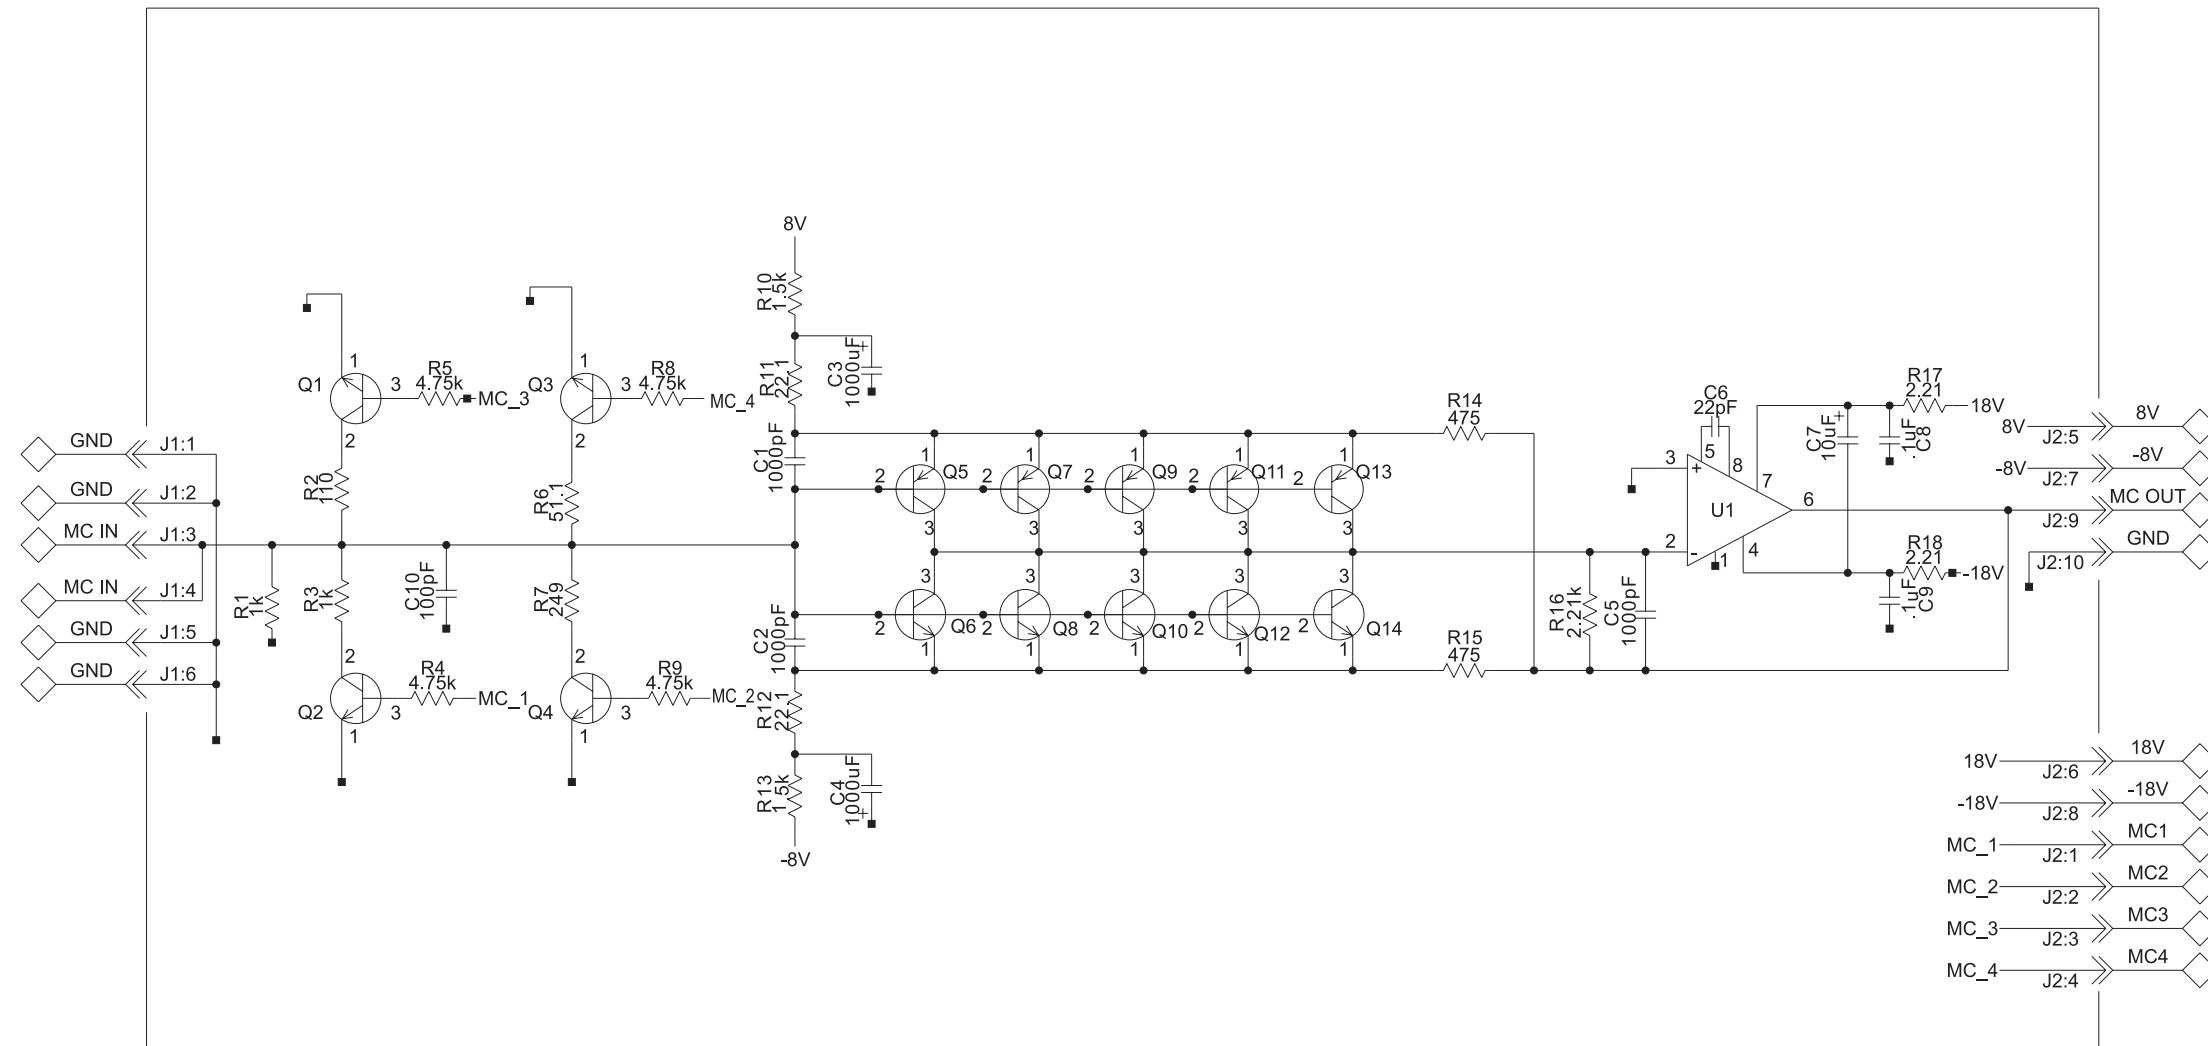 8V
R10
1.5k
R11
22.1
C3
1000uF
+
Q1
1
3
2
R5
4.75k
MC_3
Q3
1
3
2
R8
4.75k
MC_4
C1
1000pF
R14
475
1
2
Q5
3
1
2
Q7
3
1
2
Q9
3
1
2
Q11
3
1
2
Q13
3
C6
22pF
5
8
3
+
7
U1
6
2
-
1
4
C7
10uF
+
.1uF
C8
R17
2.21
18V
R18
2.21
-18V
.1uF
C9
GND
J1:1
GND
J1:2
MC IN
J1:3
MC IN
J1:4
GND
J1:5
GND
J1:6
R1
1k
R2
110
R3
1k
C10
100pF
R6
51.1
R7
249
3
2
Q6
1
3
2
Q8
1
3
2
Q10
1
3
2
Q12
1
3
2
Q14
1
R15
475
R16
2.21k
C5
1000pF
C2
1000pF
R12
22.1
R13
1.5k
C4
1000uF
+
-8V
2
Q2
3
1
R4
4.75k
MC_1
2
Q4
3
1
R9
4.75k
MC_2
8V
J2:5
8V
-8V
J2:7
-8V
J2:9
MC OUT
J2:10
GND
18V
J2:6
18V
-18V
J2:8
-18V
MC_1
J2:1
MC1
MC_2
J2:2
MC2
MC_3
J2:3
MC3
MC_4
J2:4
MC4